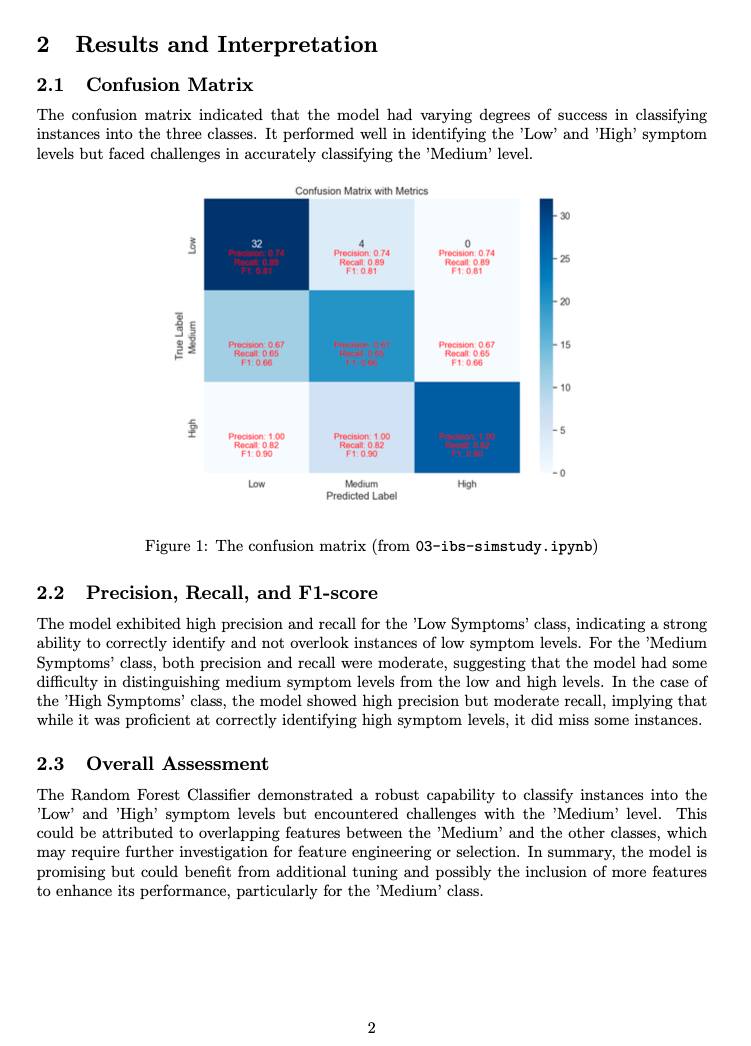 2 Results and Interpretation
2.1 Confusion Matrix
The confusion matrix indicated that the model had varying degrees of success in classifying
instances into the three classes. It performed well in identifying the 'Low' and 'High' symptom
levels but faced challenges in accurately classifying the 'Medium' level.
Confusion Matrix with Metrics
32 4 0
Precision: 0.74 Precision: 0.74 Precision: 0.74
Recall: 0.89 Recall: 0.89 Recall: 0.89
F1: 0.81 F1: 0.81 F1: 0.81
Low
Precision: 0.67 Precision: 0.67 Precision: 0.67
Recall: 0.65 Recall: 0.65 Recall: 0.65
F1: 0.66 F1: 0.66 F1: 0.66
True Label
Medium
Precision: 1.00 Precision: 1.00 Precision: 1.00
Recall: 0.82 Recall: 0.82 Recall: 0.82
F1: 0.90 F1: 0.90 F1: 0.90
High
Low Medium High
Predicted Label
30
25
20
15
10
5
0
Figure 1: The confusion matrix (from 03-ibs-simstudy.ipynb)
2.2 Precision, Recall, and F1-score
The model exhibited high precision and recall for the 'Low Symptoms' class, indicating a strong
ability to correctly identify and not overlook instances of low symptom levels. For the 'Medium
Symptoms' class, both precision and recall were moderate, suggesting that the model had some
difficulty in distinguishing medium symptom levels from the low and high levels. In the case of
the 'High Symptoms' class, the model showed high precision but moderate recall, implying that
while it was proficient at correctly identifying high symptom levels, it did miss some instances.
2.3 Overall Assessment
The Random Forest Classifier demonstrated a robust capability to classify instances into the
'Low' and 'High' symptom levels but encountered challenges with the 'Medium' level. This
could be attributed to overlapping features between the 'Medium' and the other classes, which
may require further investigation for feature engineering or selection. In summary, the model is
promising but could benefit from additional tuning and possibly the inclusion of more features
to enhance its performance, particularly for the 'Medium' class.
2